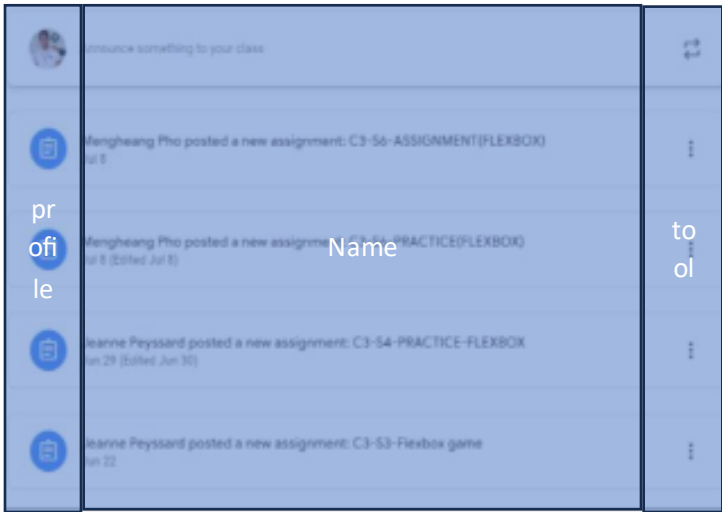 Announce something to your class
Mengheang Pho posted a new assignment: C3-S6-ASSIGNMENT(FLEXBOX)
Jul 8
pr
ofi
le
Mengheang Pho posted a new assignment: PRACTICE(FLEXBOX)
Name
to
ol
Jul 8 (Edited Jul 8)
Jeanne Peyssard posted a new assignment: C3-S4-PRACTICE-FLEXBOX
Jun 29 (Edited Jun 30)
Jeanne Peyssard posted a new assignment: C3-S3-Flexbox game
Jun 22